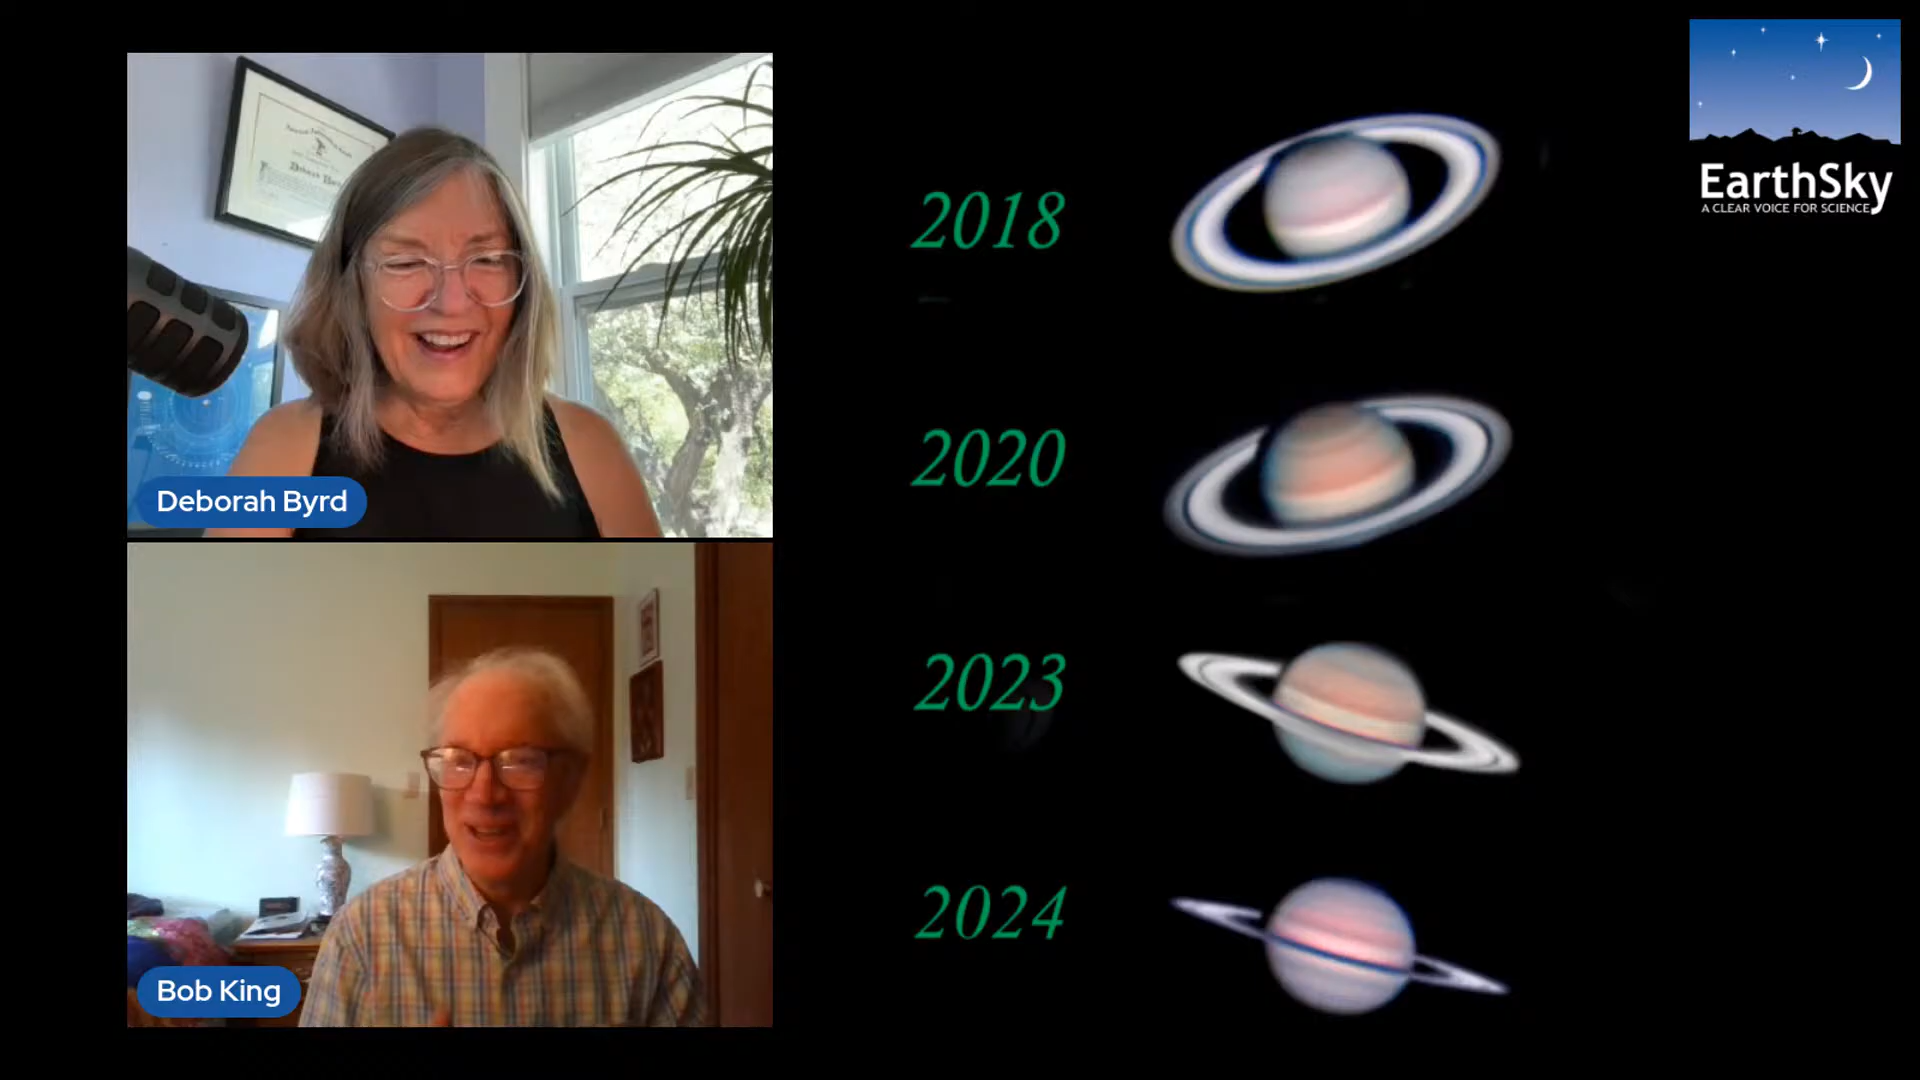 Deborah Byrd
Bob King
2018
2020
2023
2024
EarthSky
A CLEAR VOICE FOR SCIENCE